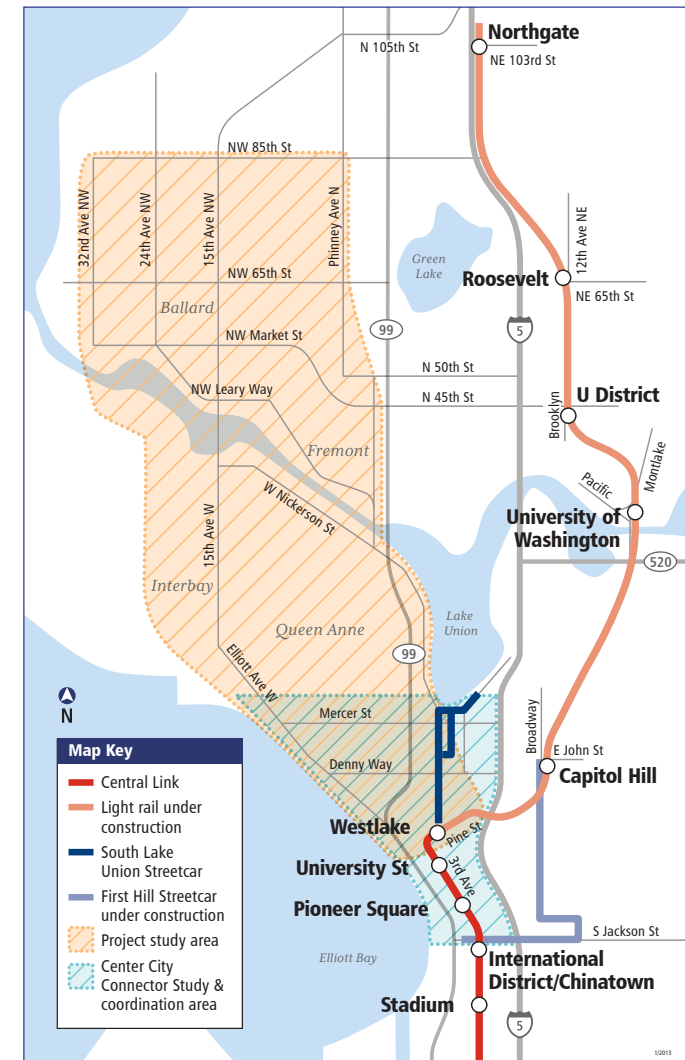 Northgate
N 105th St
NE 103rd St
NW 85th St
32nd Ave NW
24th Ave NW
15th Ave NW
Phinney Ave N
12th Ave NE
Green
Lake
Roosevelt
NW 65th St
NE 65th St
Ballard
99
5
NW Market St
N 50th St
NW Leary Way
N 45th St
U District
Brooklyn
Fremont
Montlake
Pacific
W Nickerson St
University of
Washington
15th Ave W
520
Interbay
Queen Anne
Lake
Union
99
Elliott Ave W
N
Mercer St
Broadway
E John St
Denny Way
Capitol Hill
Westlake
Pine St
University St
3rd Ave
Pioneer Square
S Jackson St
Elliott Bay
International
District/Chinatown
Stadium
5
Map Key
Central Link
Light rail under
construction
South Lake
Union Streetcar
First Hill Streetcar
under construction
Project study area
Center City
Connector Study &
coordination area
1/2013